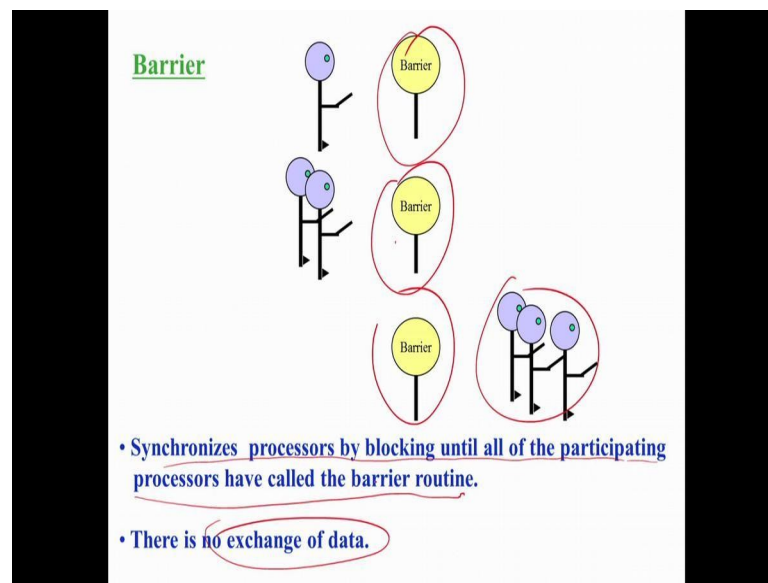 Barrier
Barrier
Barrier
Barrier
• Synchronizes processors by blocking until all of the participating
processors have called the barrier routine.
• There is no exchange of data.